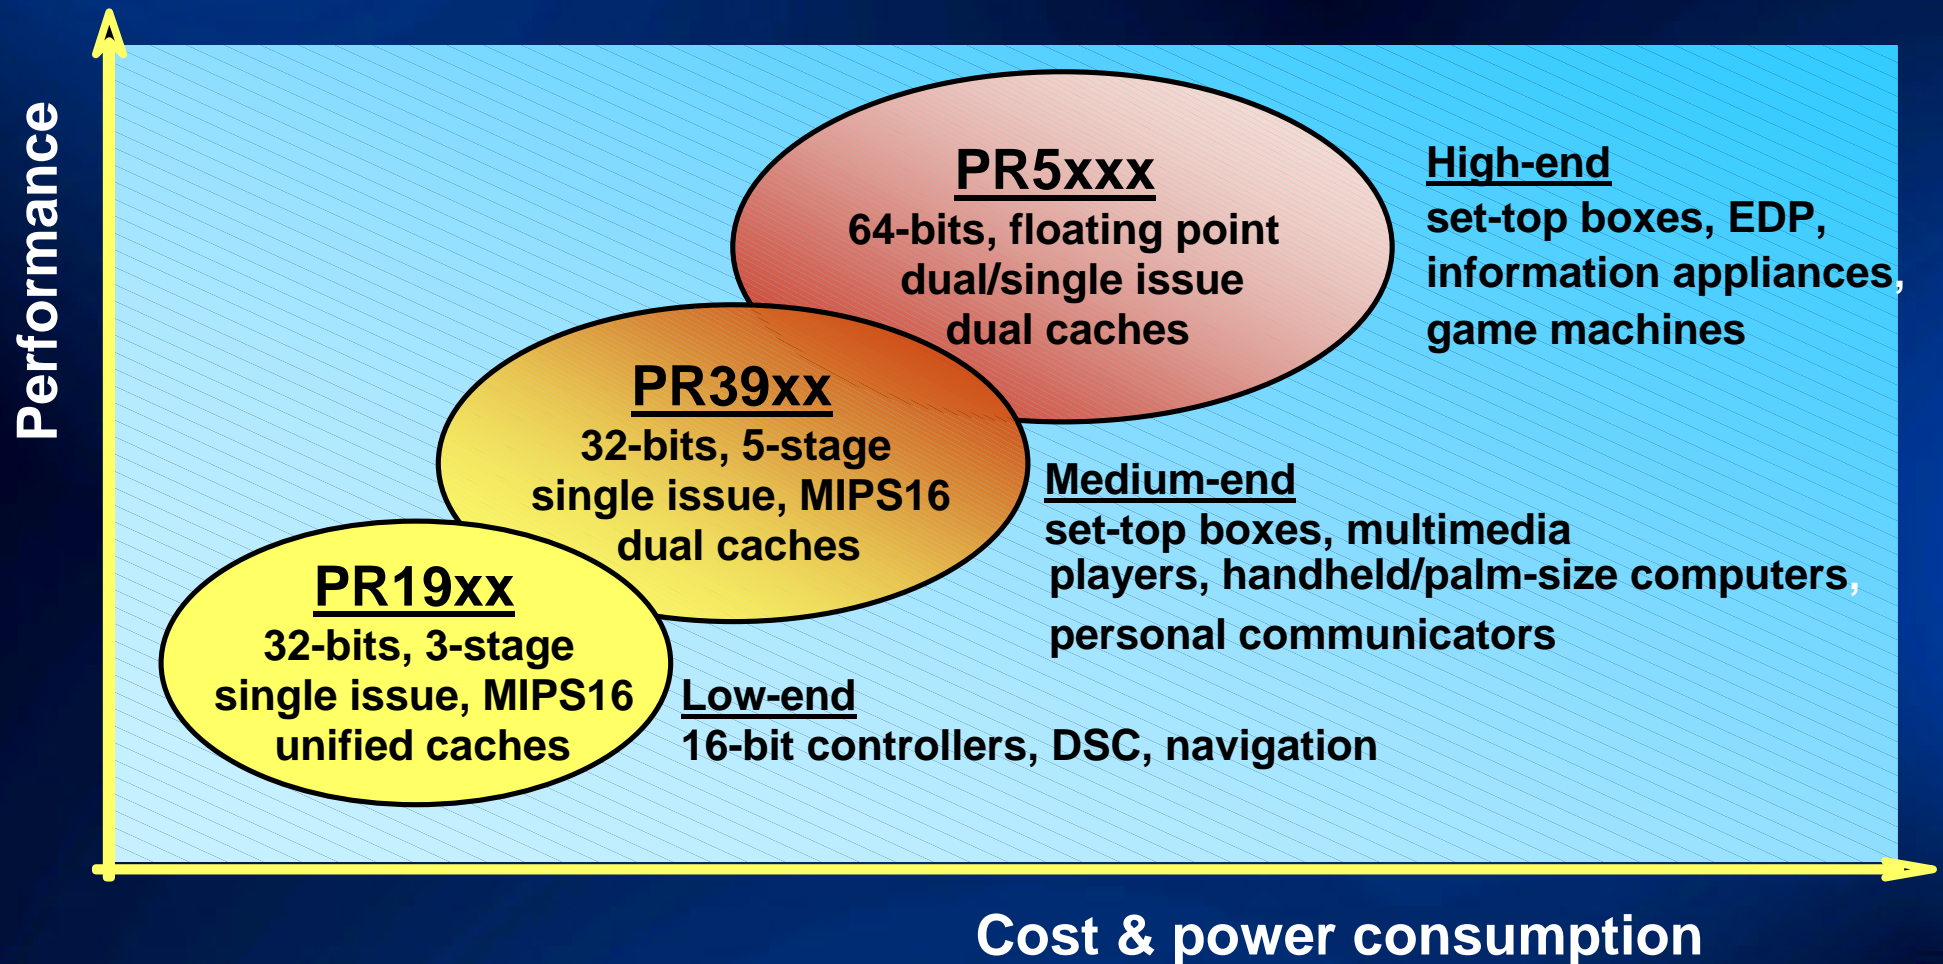 Performance
PR5xxx
64-bits, floating point
dual/single issue
dual caches
High-end
set-top boxes, EDP,
information appliances,
game machines
PR39xx
32-bits, 5-stage
single issue, MIPS16
dual caches
Medium-end
set-top boxes, multimedia
players, handheld/palm-size computers,
personal communicators
PR19xx
32-bits, 3-stage
single issue, MIPS16
unified caches
Low-end
16-bit controllers, DSC, navigation
Cost & power consumption